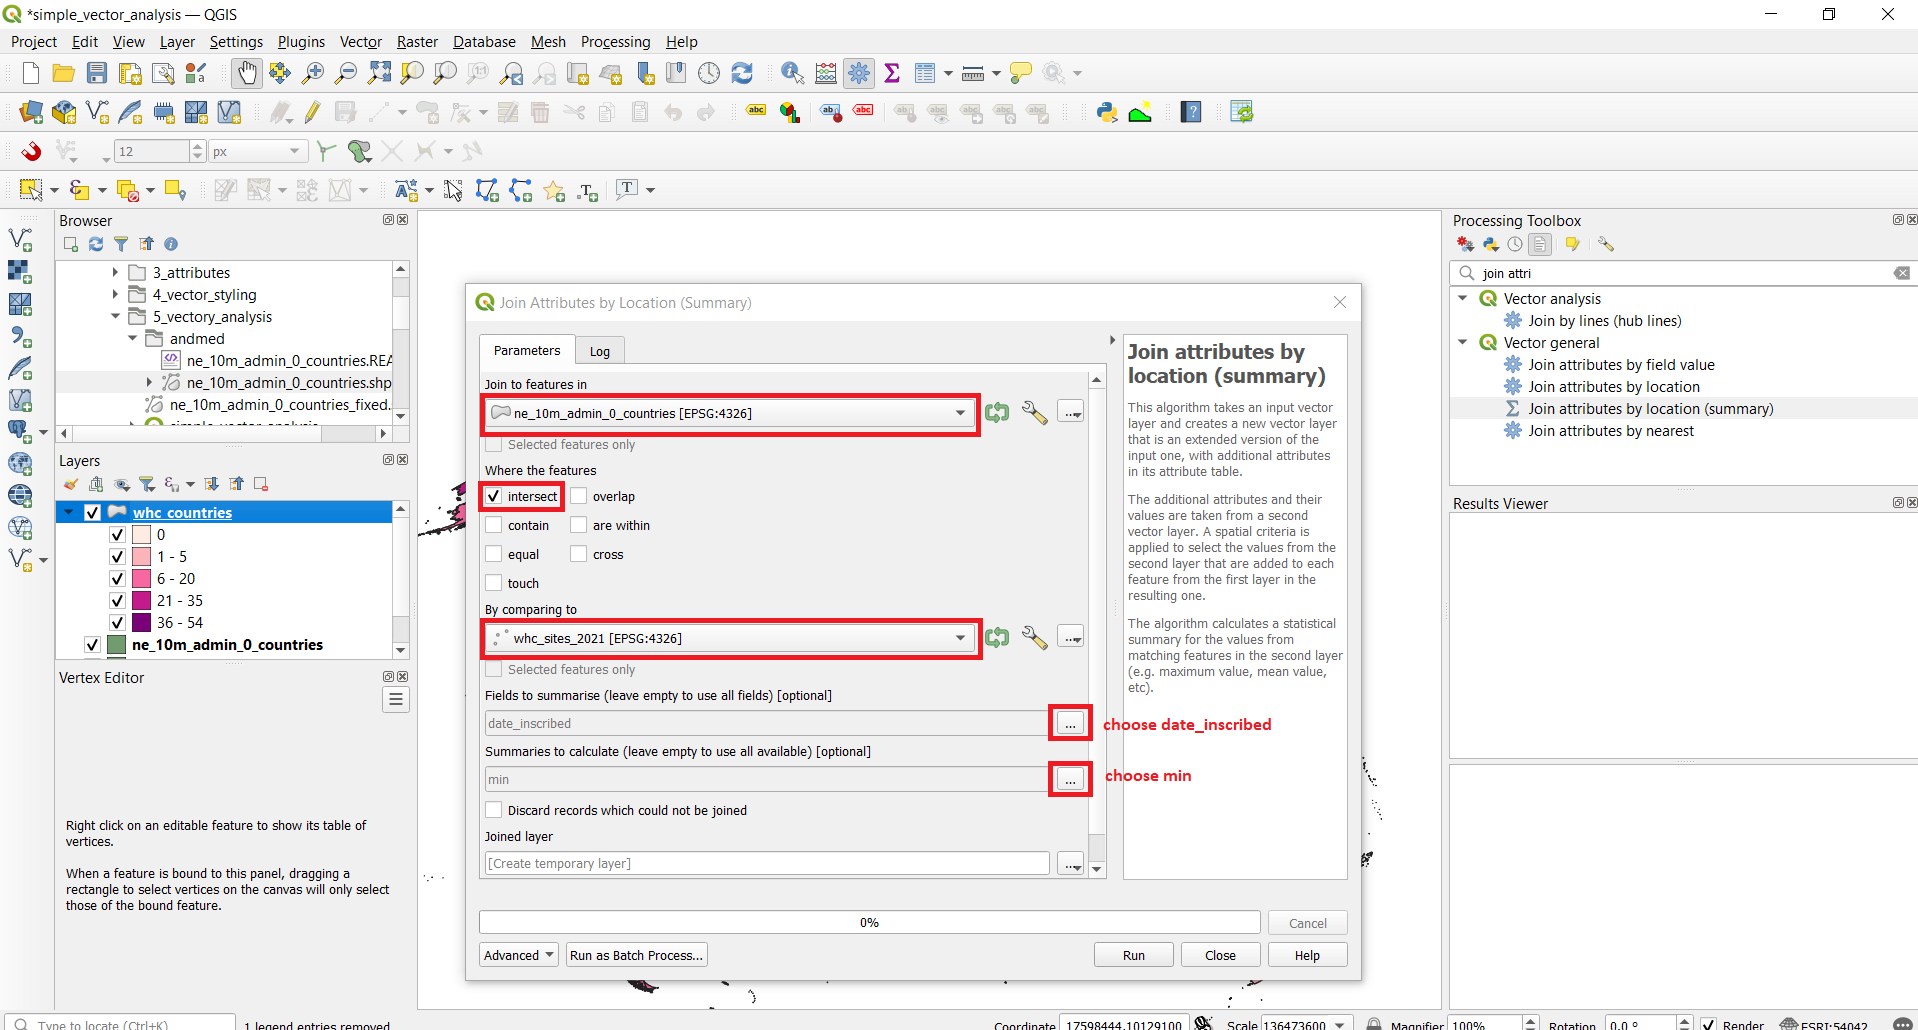 *simple_vector_analysis — QGIS
Project Edit View Layer Settings Plugins Vector Raster Database Mesh Processing Help
12 px
Browser
3_attributes
4_vector_styling
5_vectory_analysis
andmed
ne_10m_admin_0_countries.REA
ne_10m_admin_0_countries.shp
ne_10m_admin_0_countries_fixed...
Layers
whc_countries
0
1 - 5
6 - 20
21 - 35
36 - 54
ne_10m_admin_0_countries
Vertex Editor
Right click on an editable feature to show its table of
vertices.
When a feature is bound to this panel, dragging a
rectangle to select vertices on the canvas will only select
those of the bound feature.
Join Attributes by Location (Summary)
Parameters Log
Join to features in
ne_10m_admin_0_countries [EPSG:4326]
Selected features only
Where the features
intersect overlap
contain are within
equal cross
touch
By comparing to
whc_sites_2021 [EPSG:4326]
Selected features only
Fields to summarise (leave empty to use all fields) [optional]
date_inscribed ... choose date_inscribed
Summaries to calculate (leave empty to use all available) [optional]
min ... choose min
Discard records which could not be joined
Joined layer
[Create temporary layer]
Join attributes by
location (summary)
This algorithm takes an input vector
layer and creates a new vector layer
that is an extended version of the
input one, with additional attributes
in its attribute table.
The additional attributes and their
values are taken from a second
vector layer. A spatial criteria is
applied to select the values from the
second layer that are added to each
feature from the first layer in the
resulting one.
The algorithm calculates a statistical
summary for the values from
matching features in the second layer
(e.g. maximum value, mean value,
etc).
0% Cancel
Advanced Run as Batch Process... Run Close Help
Processing Toolbox
join attri
Vector analysis
Join by lines (hub lines)
Vector general
Join attributes by field value
Join attributes by location
Join attributes by location (summary)
Join attributes by nearest
Results Viewer
Type to locate (Ctrl+K) 1 legend entries removed Coordinate 17598444,10129100 Scale 136473600 Magnifier 100% Rotation 0,0 ° Render ESRI:54042